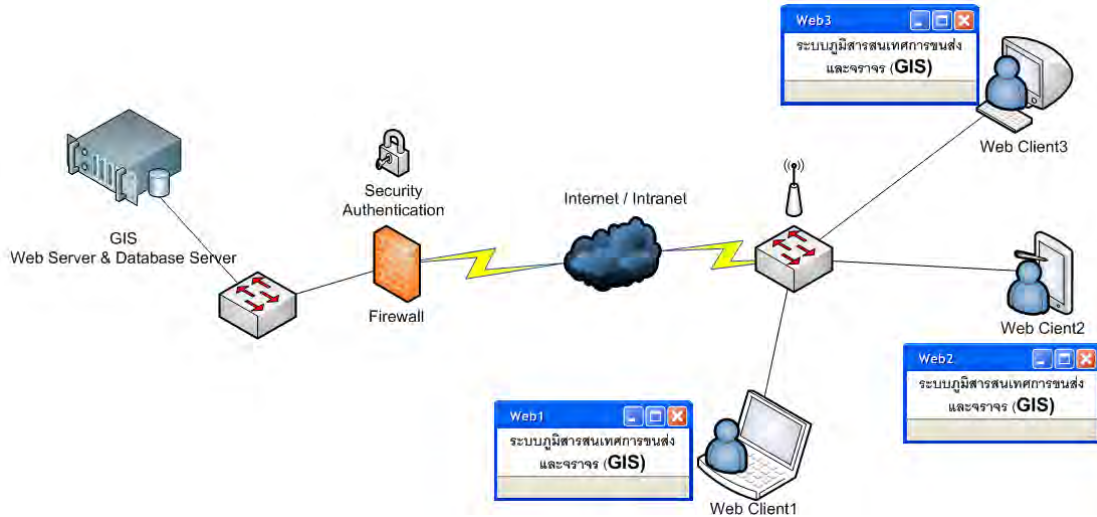 Web3
ระบบภูมิสารสนเทศการขนส่ง
และจราจร (GIS)
Web Client3
Security
Authentication
Internet / Intranet
GIS
Web Server & Database Server
Firewall
Web Cient2
Web2
ระบบภูมิสารสนเทศการขนส่ง
และจราจร (GIS)
Web1
ระบบภูมิสารสนเทศการขนส่ง
และจราจร (GIS)
Web Client1